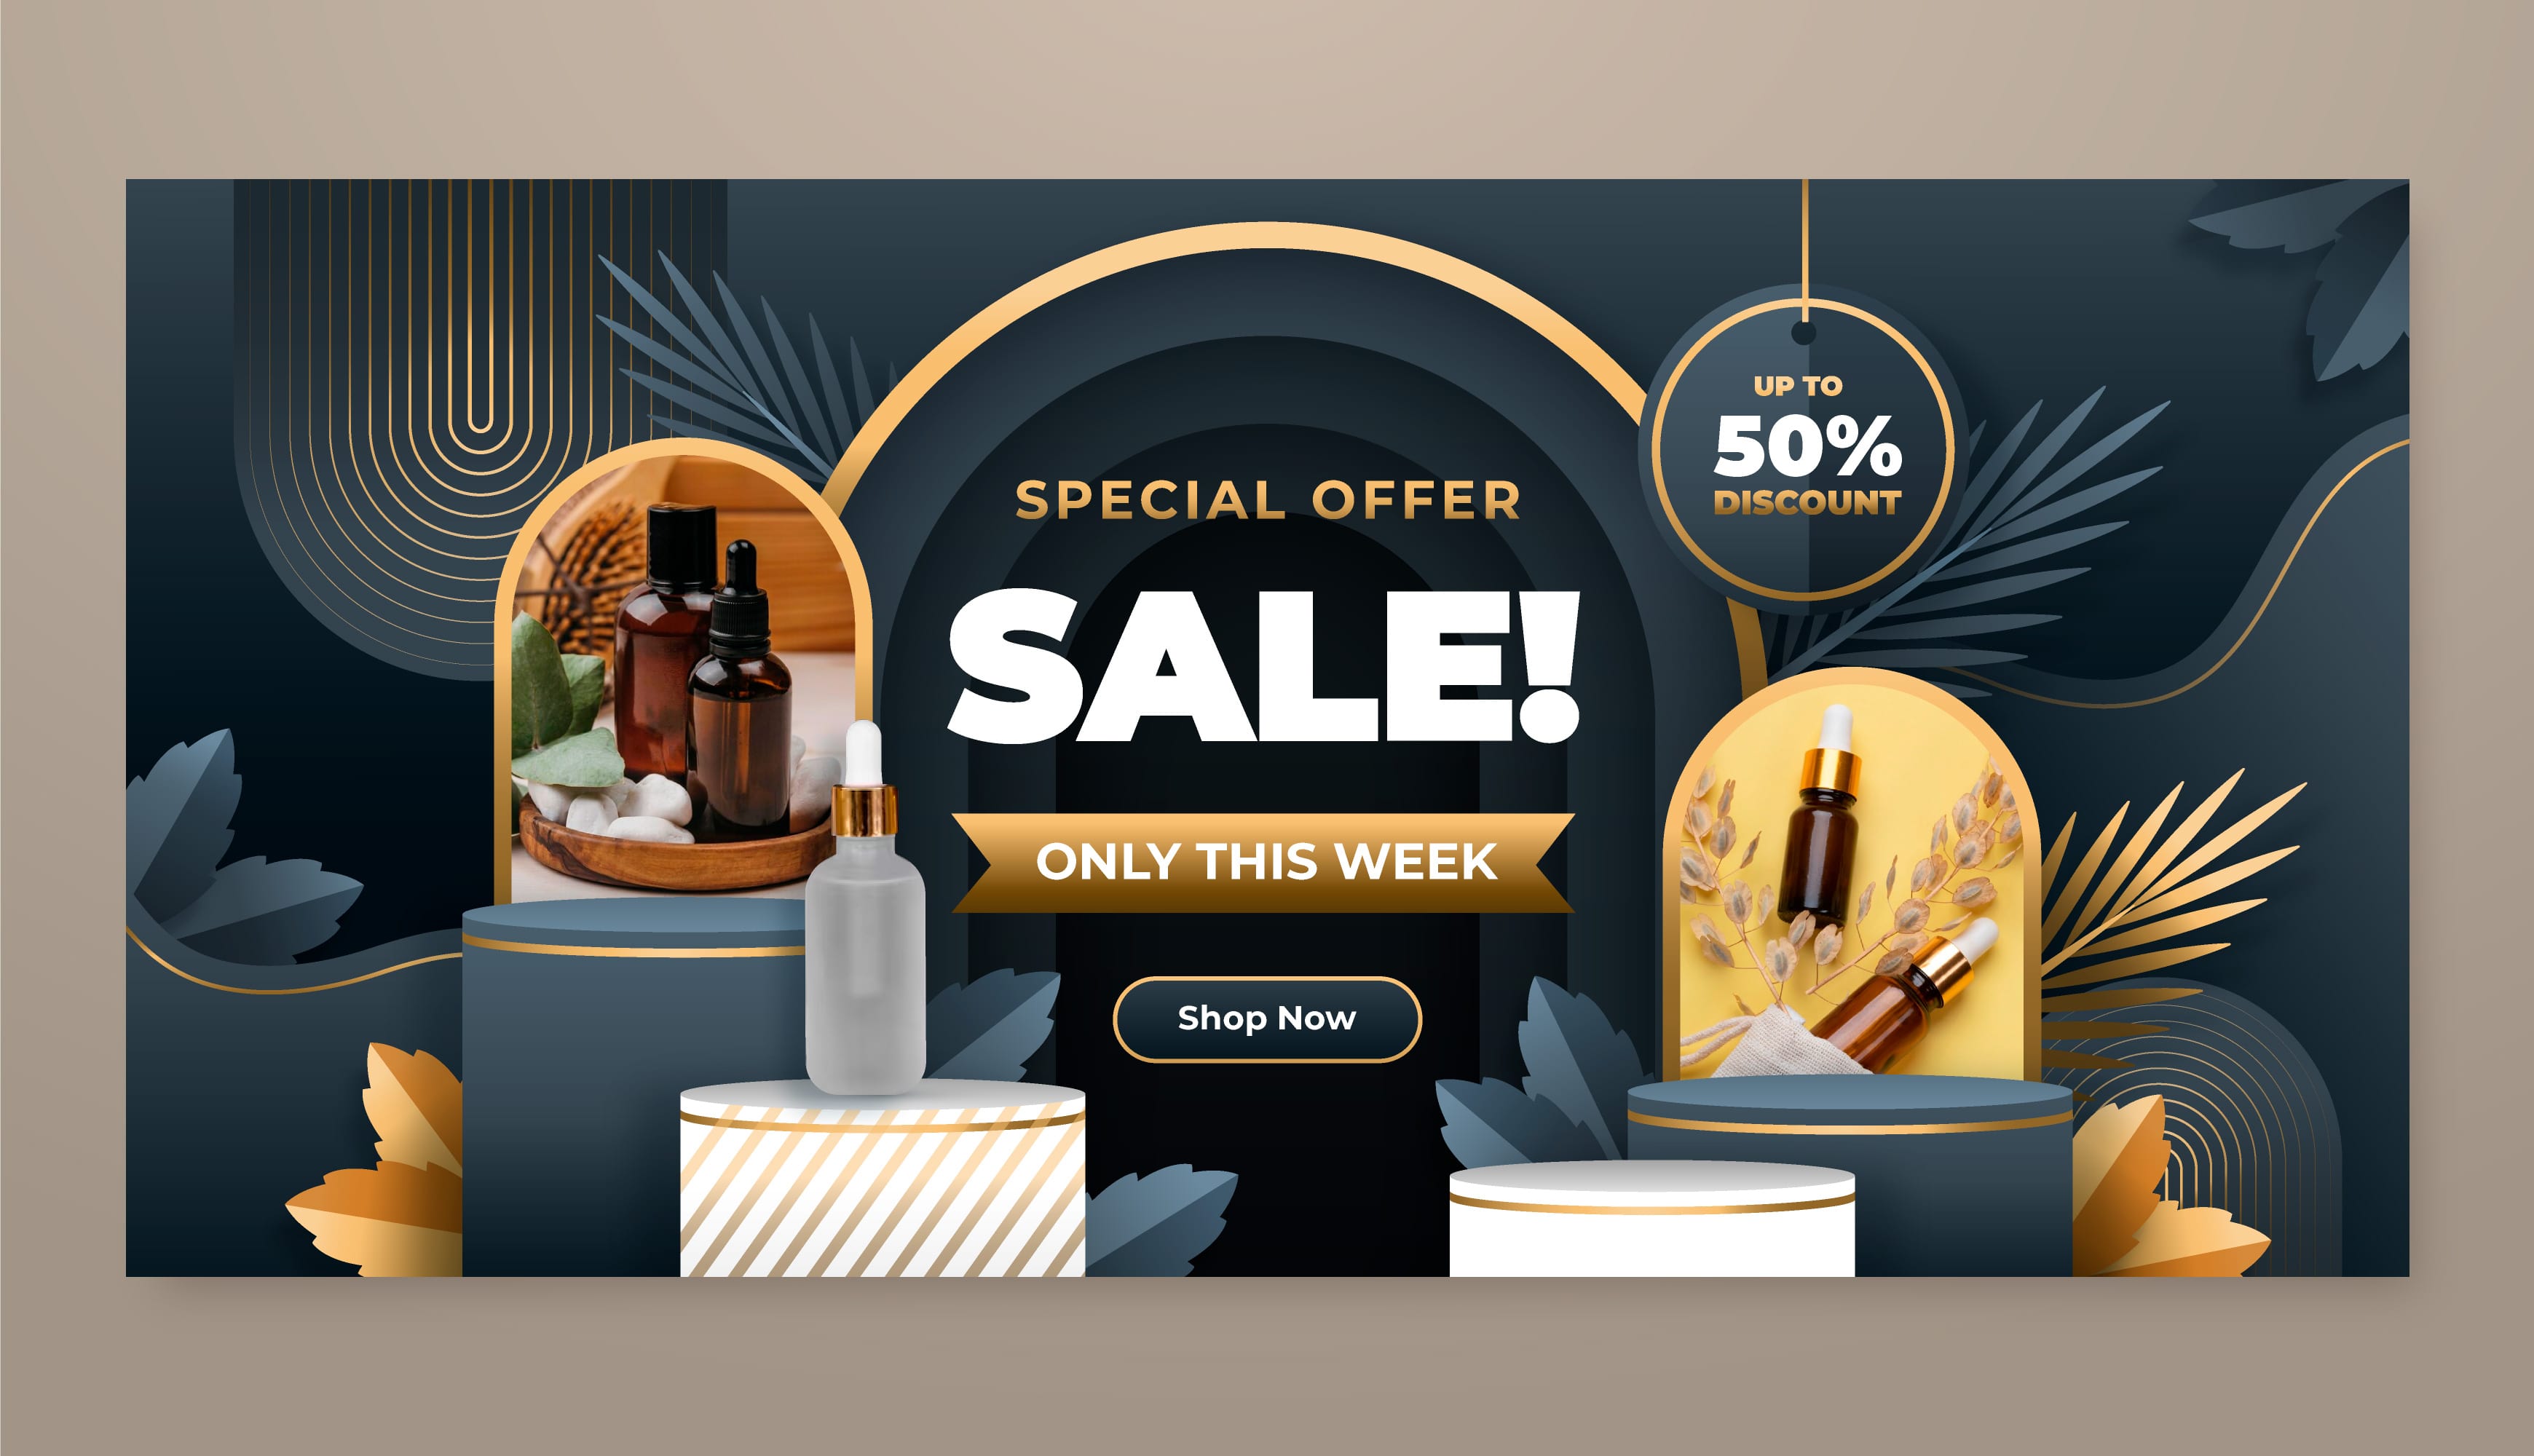 SPECIAL OFFER
SALE!
ONLY THIS WEEK
Shop Now
UP TO
50%
DISCOUNT